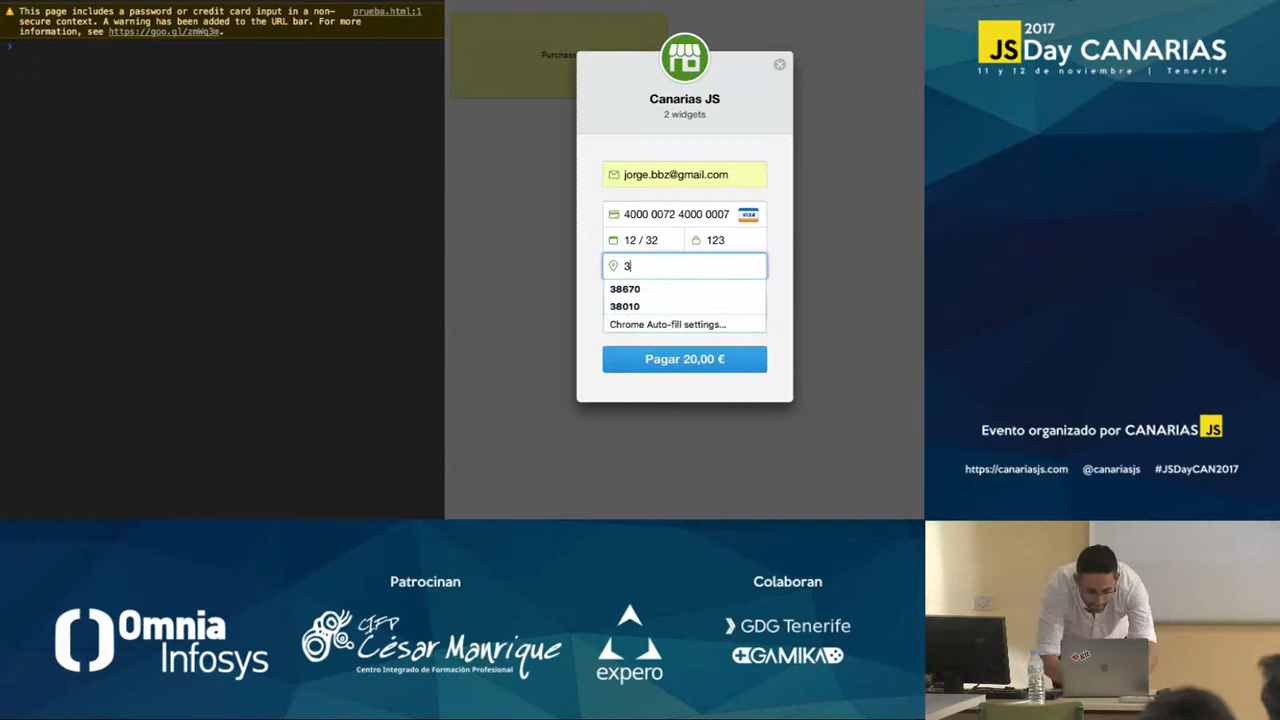 This page includes a password or credit card input in a non-  prueba.html:1
secure context. A warning has been added to the URL bar. For more
information, see https://goo.gl/zmWq3m.
>
Purchase
Canarias JS
2 widgets
jorge.bbz@gmail.com
4000 0072 4000 0007 VISA
12 / 32 123
3
38670
38010
Chrome Auto-fill settings...
Pagar 20,00 €
2017
JS Day CANARIAS
11 y 12 de noviembre | Tenerife
Evento organizado por CANARIAS JS
https://canariasjs.com @canariasjs #JSDayCAN2017
Patrocinan
Omnia
Infosys
CIFP
César Manrique
Centro Integrado de Formación Profesional
expero
Colaboran
GDG Tenerife
GAMIKA
git